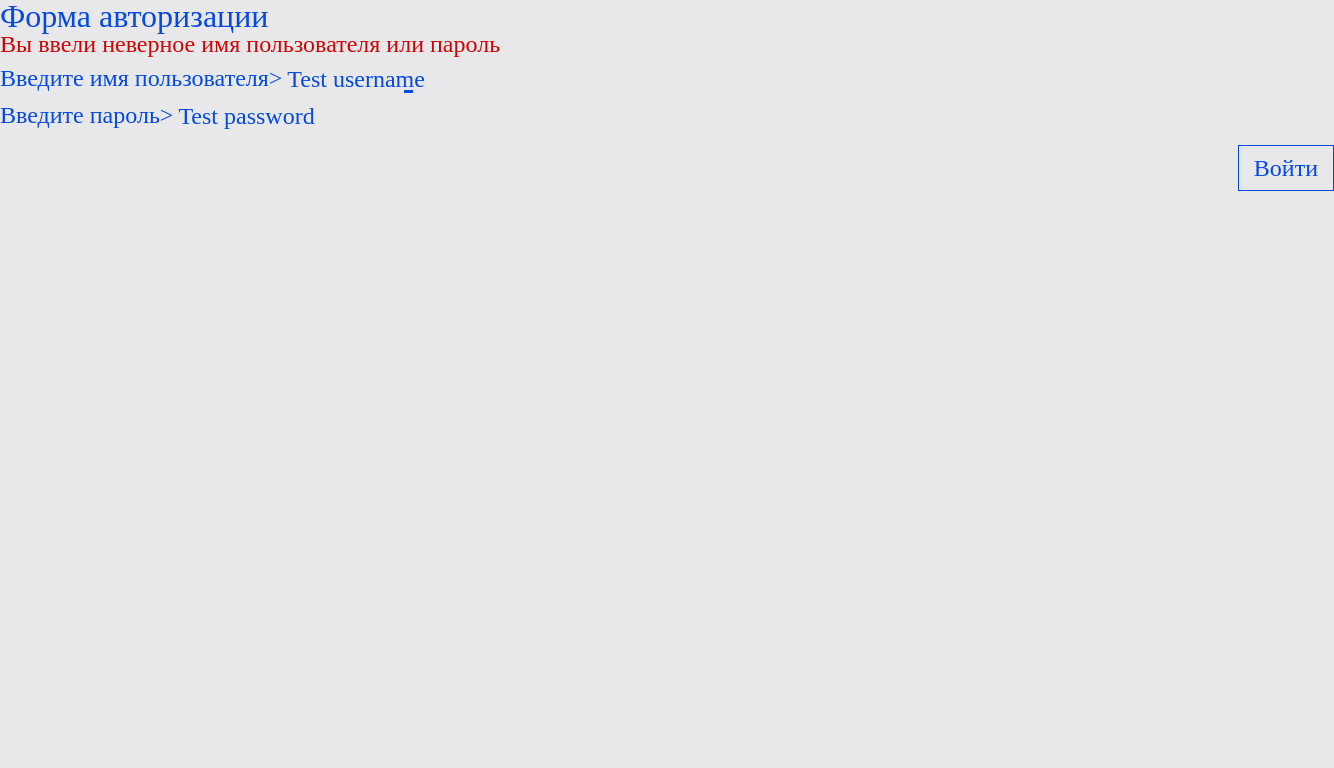 Форма авторизации
Вы ввели неверное имя пользователя или пароль
Введите имя пользователя> Test username
Введите пароль> Test password
Войти